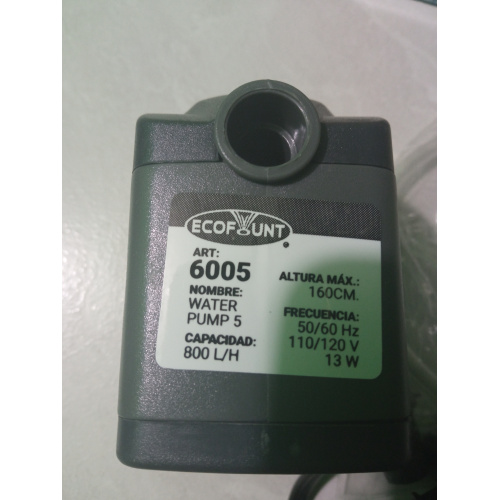 ECOFOUNT
ART:
6005
NOMBRE:
WATER
PUMP 5
CAPACIDAD:
800 L/H
ALTURA MÁX.:
160CM.
FRECUENCIA:
50/60 Hz
110/120 V
13 W